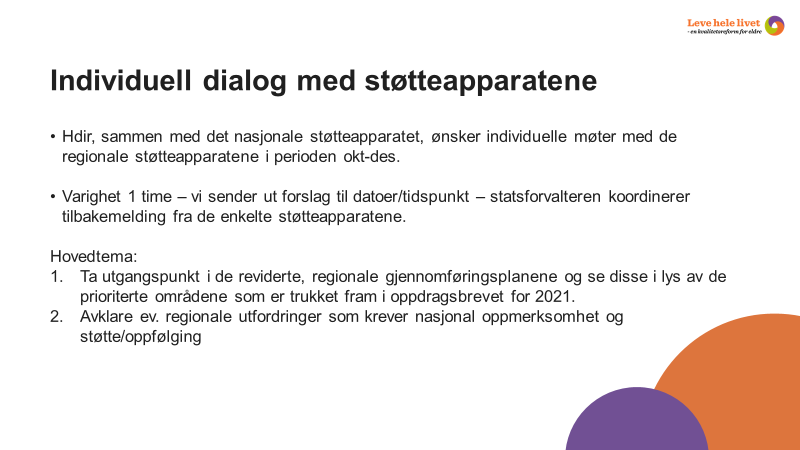 Leve hele livet
- en kvalitetsreform for eldre
Individuell dialog med støtteapparatene
• Hdir, sammen med det nasjonale støtteapparatet, ønsker individuelle møter med de
regionale støtteapparatene i perioden okt-des.
• Varighet 1 time – vi sender ut forslag til datoer/tidspunkt – statsforvalteren koordinerer
tilbakemelding fra de enkelte støtteapparatene.
Hovedtema:
1. Ta utgangspunkt i de reviderte, regionale gjennomføringsplanene og se disse i lys av de
prioriterte områdene som er trukket fram i oppdragsbrevet for 2021.
2. Avklare ev. regionale utfordringer som krever nasjonal oppmerksomhet og
støtte/oppfølging